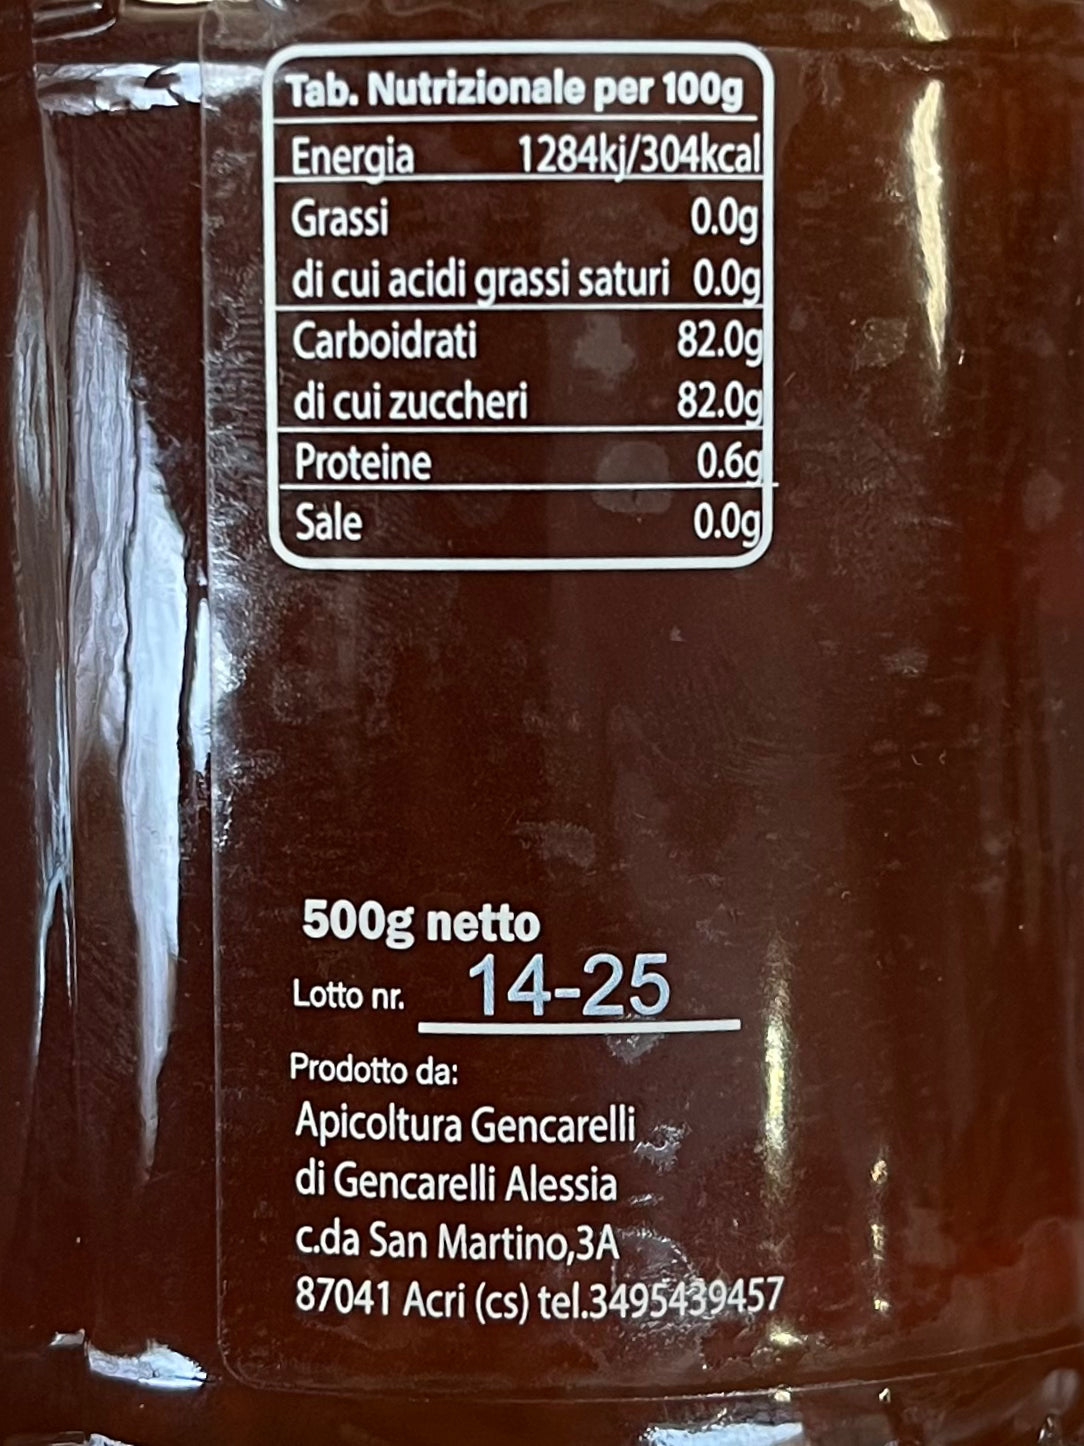 Tab. Nutrizionale per 100g
Energia 1284kj/304kcal
Grassi 0.0g
di cui acidi grassi saturi 0.0g
Carboidrati 82.0g
di cui zuccheri 82.0g
Proteine 0.6g
Sale 0.0g
500g netto
Lotto nr. 14-25
Prodotto da:
Apicoltura Gencarelli
di Gencarelli Alessia
c.da San Martino,3A
87041 Acri (cs) tel.3495439457